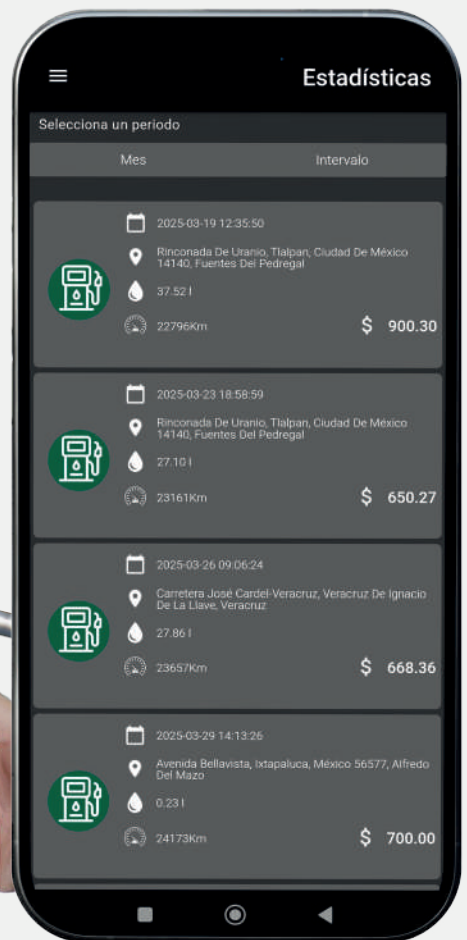 Estadísticas
Selecciona un periodo
Mes Intervalo
2025-03-19 12:35:50
Rinconada De Uranio, Tlalpan, Ciudad De México
14140, Fuentes Del Pedregal
37.52 l
22796Km $ 900.30
2025-03-23 18:58:59
Rinconada De Uranio, Tlalpan, Ciudad De México
14140, Fuentes Del Pedregal
27.10 l
23161Km $ 650.27
2025-03-26 09:06:24
Carretera José Cardel-Veracruz, Veracruz De Ignacio
De La Llave, Veracruz
27.86 l
23657Km $ 668.36
2025-03-29 14:13:26
Avenida Bellavista, Ixtapaluca, México 56577, Alfredo
Del Mazo
0.23 l
24173Km $ 700.00